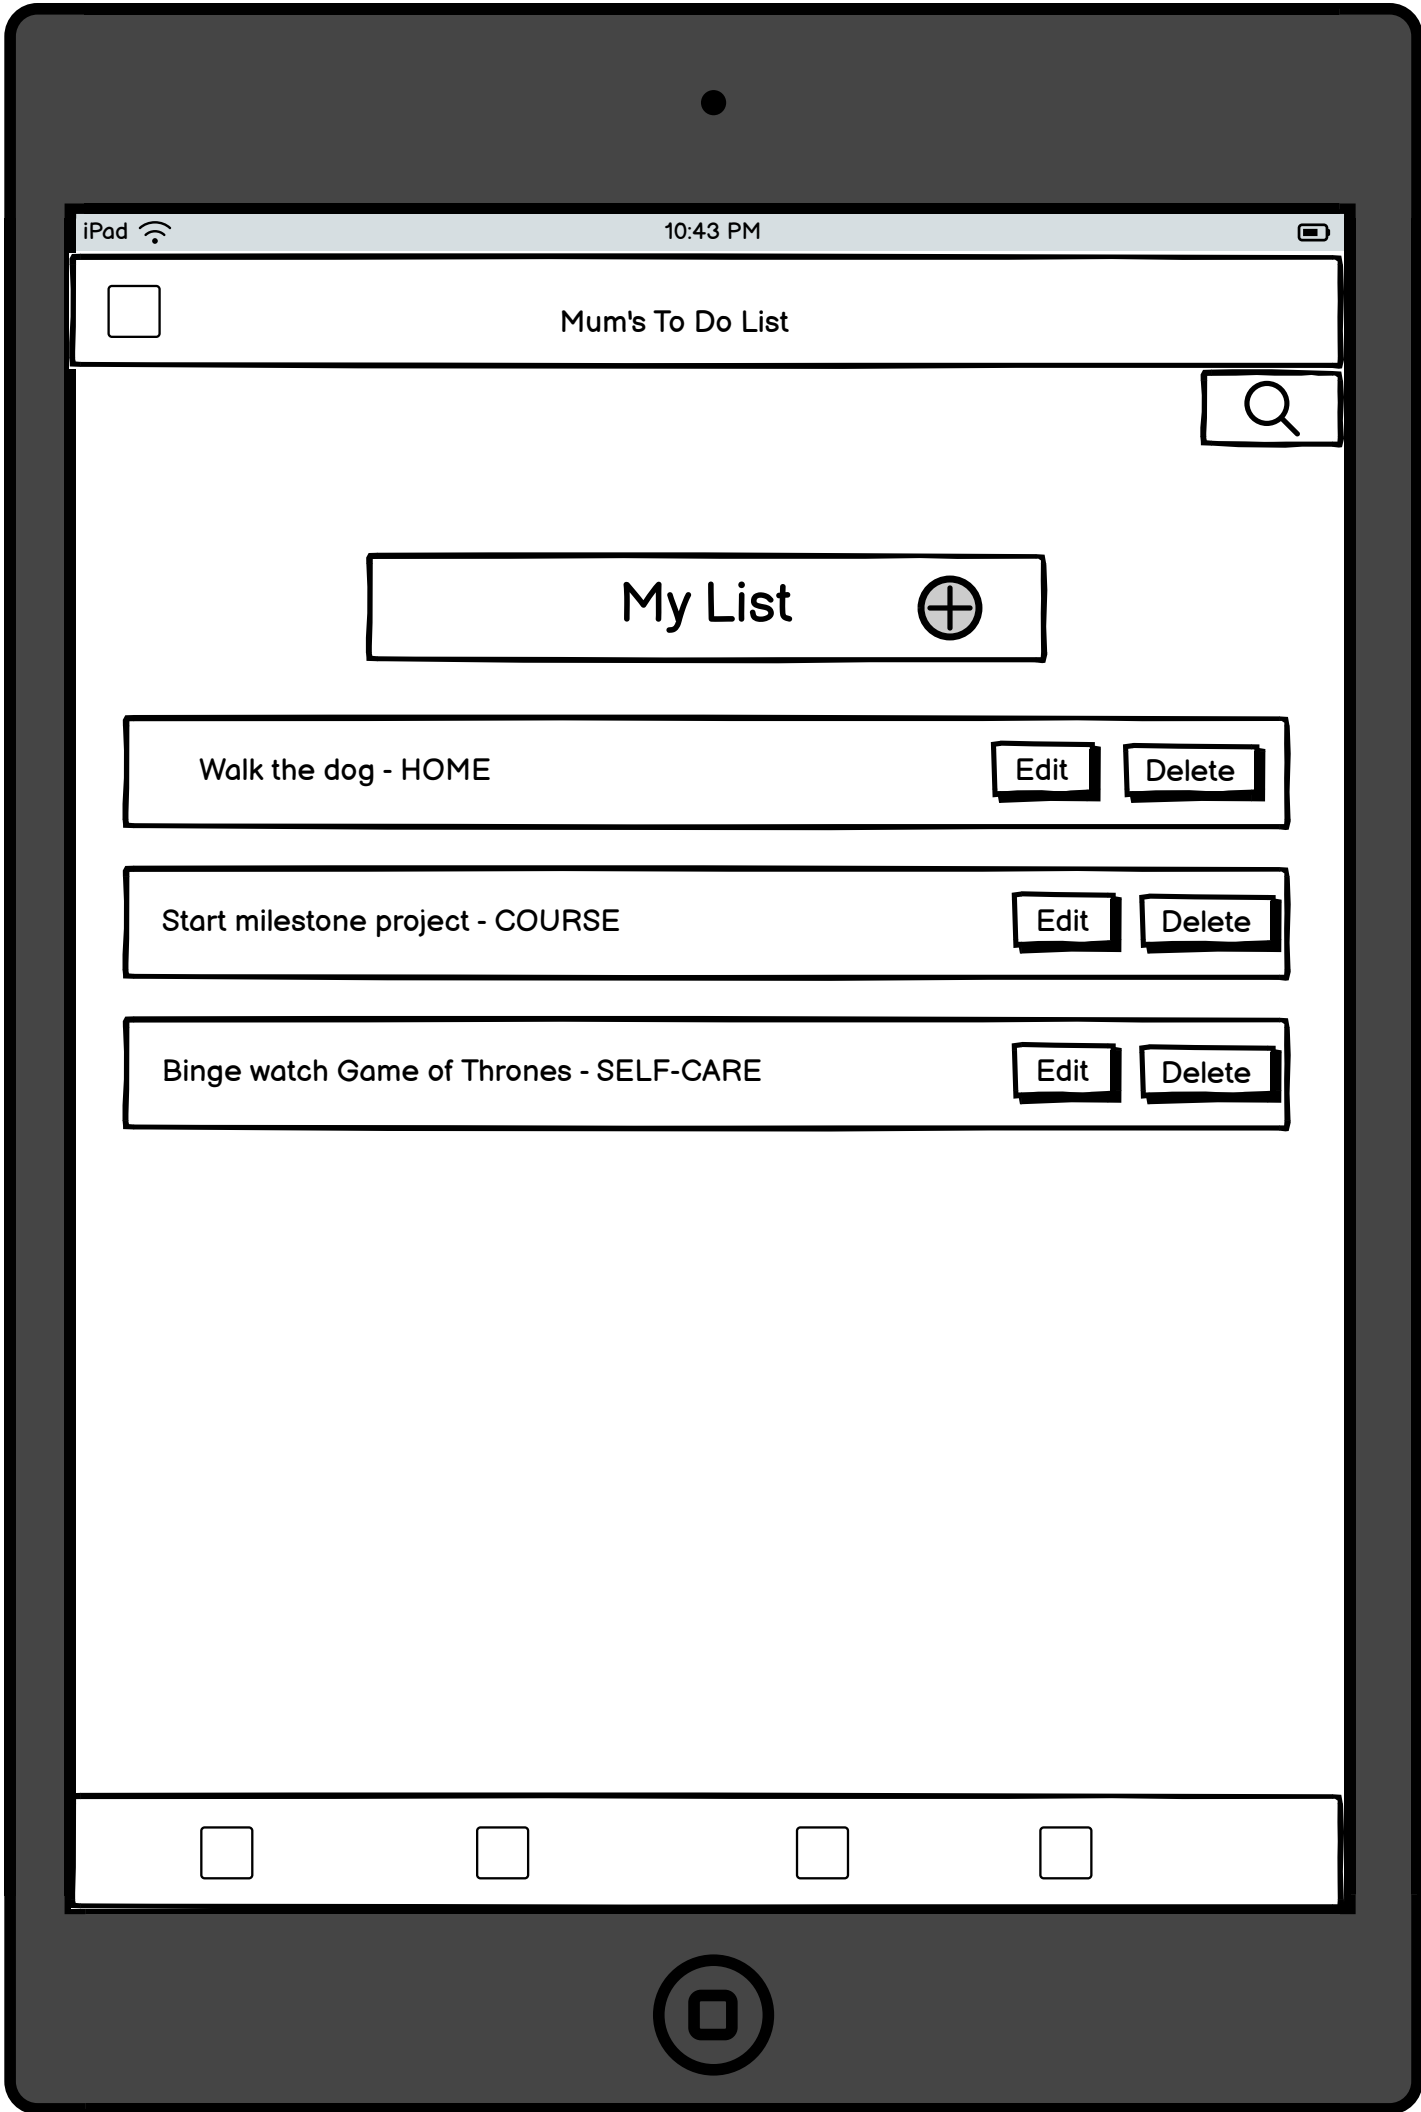 iPad 10:43 PM
Mum's To Do List
My List
Walk the dog - HOME Edit Delete
Start milestone project - COURSE Edit Delete
Binge watch Game of Thrones - SELF-CARE Edit Delete